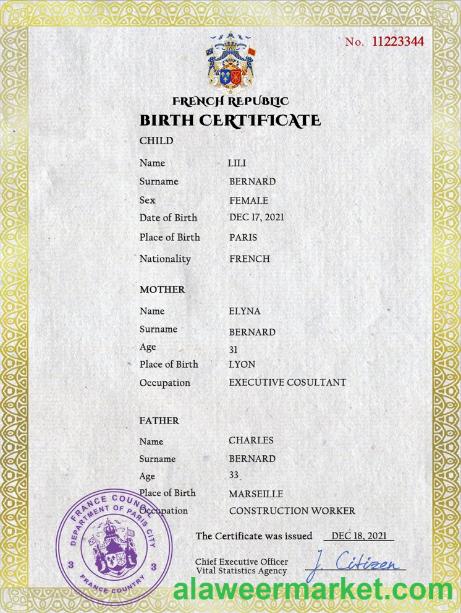 No. 11223344
FRENCH REPUBLIC
BIRTH CERTIFICATE
CHILD
Name LILI
Surname BERNARD
Sex FEMALE
Date of Birth DEC 17, 2021
Place of Birth PARIS
Nationality FRENCH
MOTHER
Name ELYNA
Surname BERNARD
Age 31
Place of Birth LYON
Occupation EXECUTIVE COSULTANT
FATHER
Name CHARLES
Surname BERNARD
Age 33
Place of Birth MARSEILLE
Occupation CONSTRUCTION WORKER
FRANCE COUNCIL
DEPARTMENT OF PARIS CITY
3 3
FRANCE COUNTRY
The Certificate was issued DEC 18, 2021
Chief Executive Officer
Vital Statistics Agency J. Citizen
alaweermarket.com